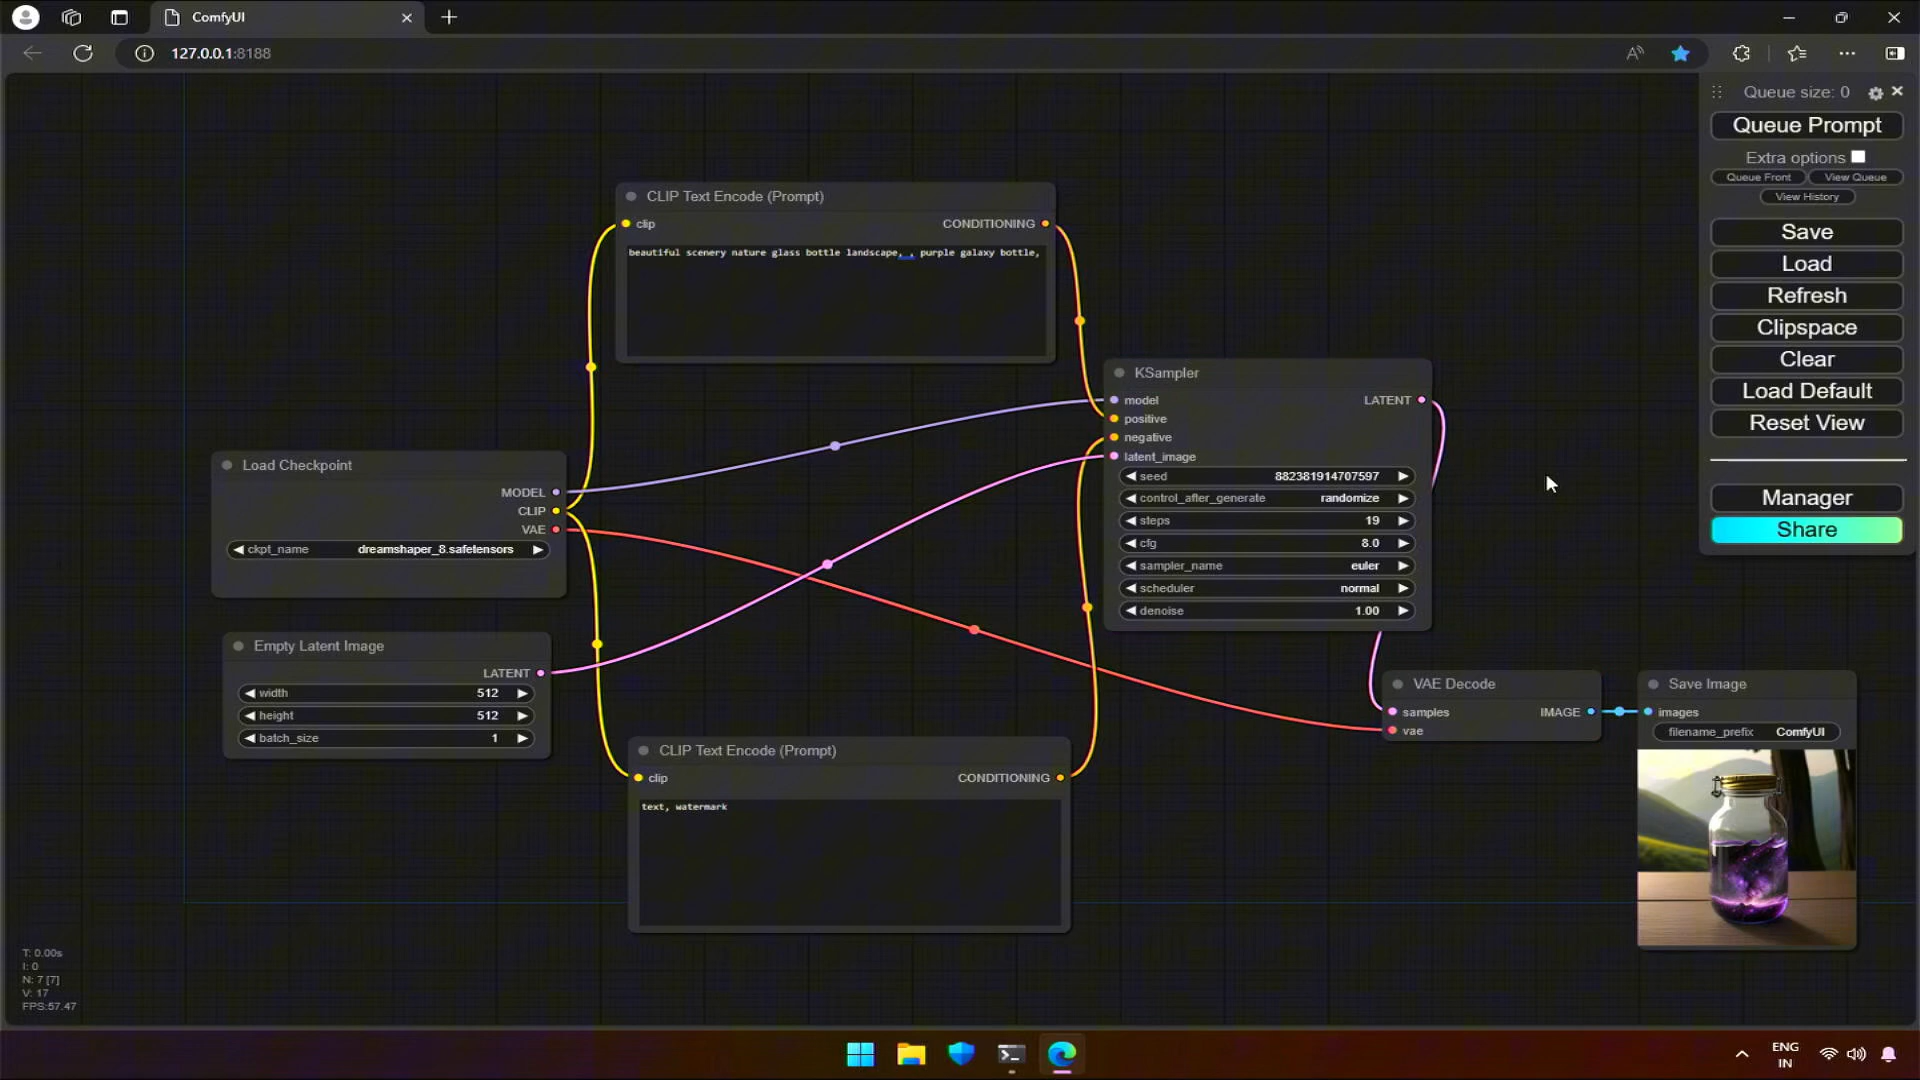 ComfyUI
127.0.0.1:8188
Queue size: 0
Queue Prompt
Extra options
Queue Front
View Queue
View History
Save
Load
Refresh
Clipspace
Clear
Load Default
Reset View
Manager
Share
CLIP Text Encode (Prompt)
clip
CONDITIONING
beautiful scenery nature glass bottle landscape, , purple galaxy bottle,
KSampler
model
LATENT
positive
negative
latent_image
seed 882381914707597
control_after_generate randomize
steps 19
cfg 8.0
sampler_name euler
scheduler normal
denoise 1.00
Load Checkpoint
MODEL
CLIP
VAE
ckpt_name dreamshaper_8.safetensors
Empty Latent Image
LATENT
width 512
height 512
batch_size 1
CLIP Text Encode (Prompt)
clip
CONDITIONING
text, watermark
VAE Decode
samples
IMAGE
vae
Save Image
images
filename_prefix ComfyUI
T: 0.00s
I: 0
N: 7 [7]
V: 17
FPS:57.47
ENG
IN